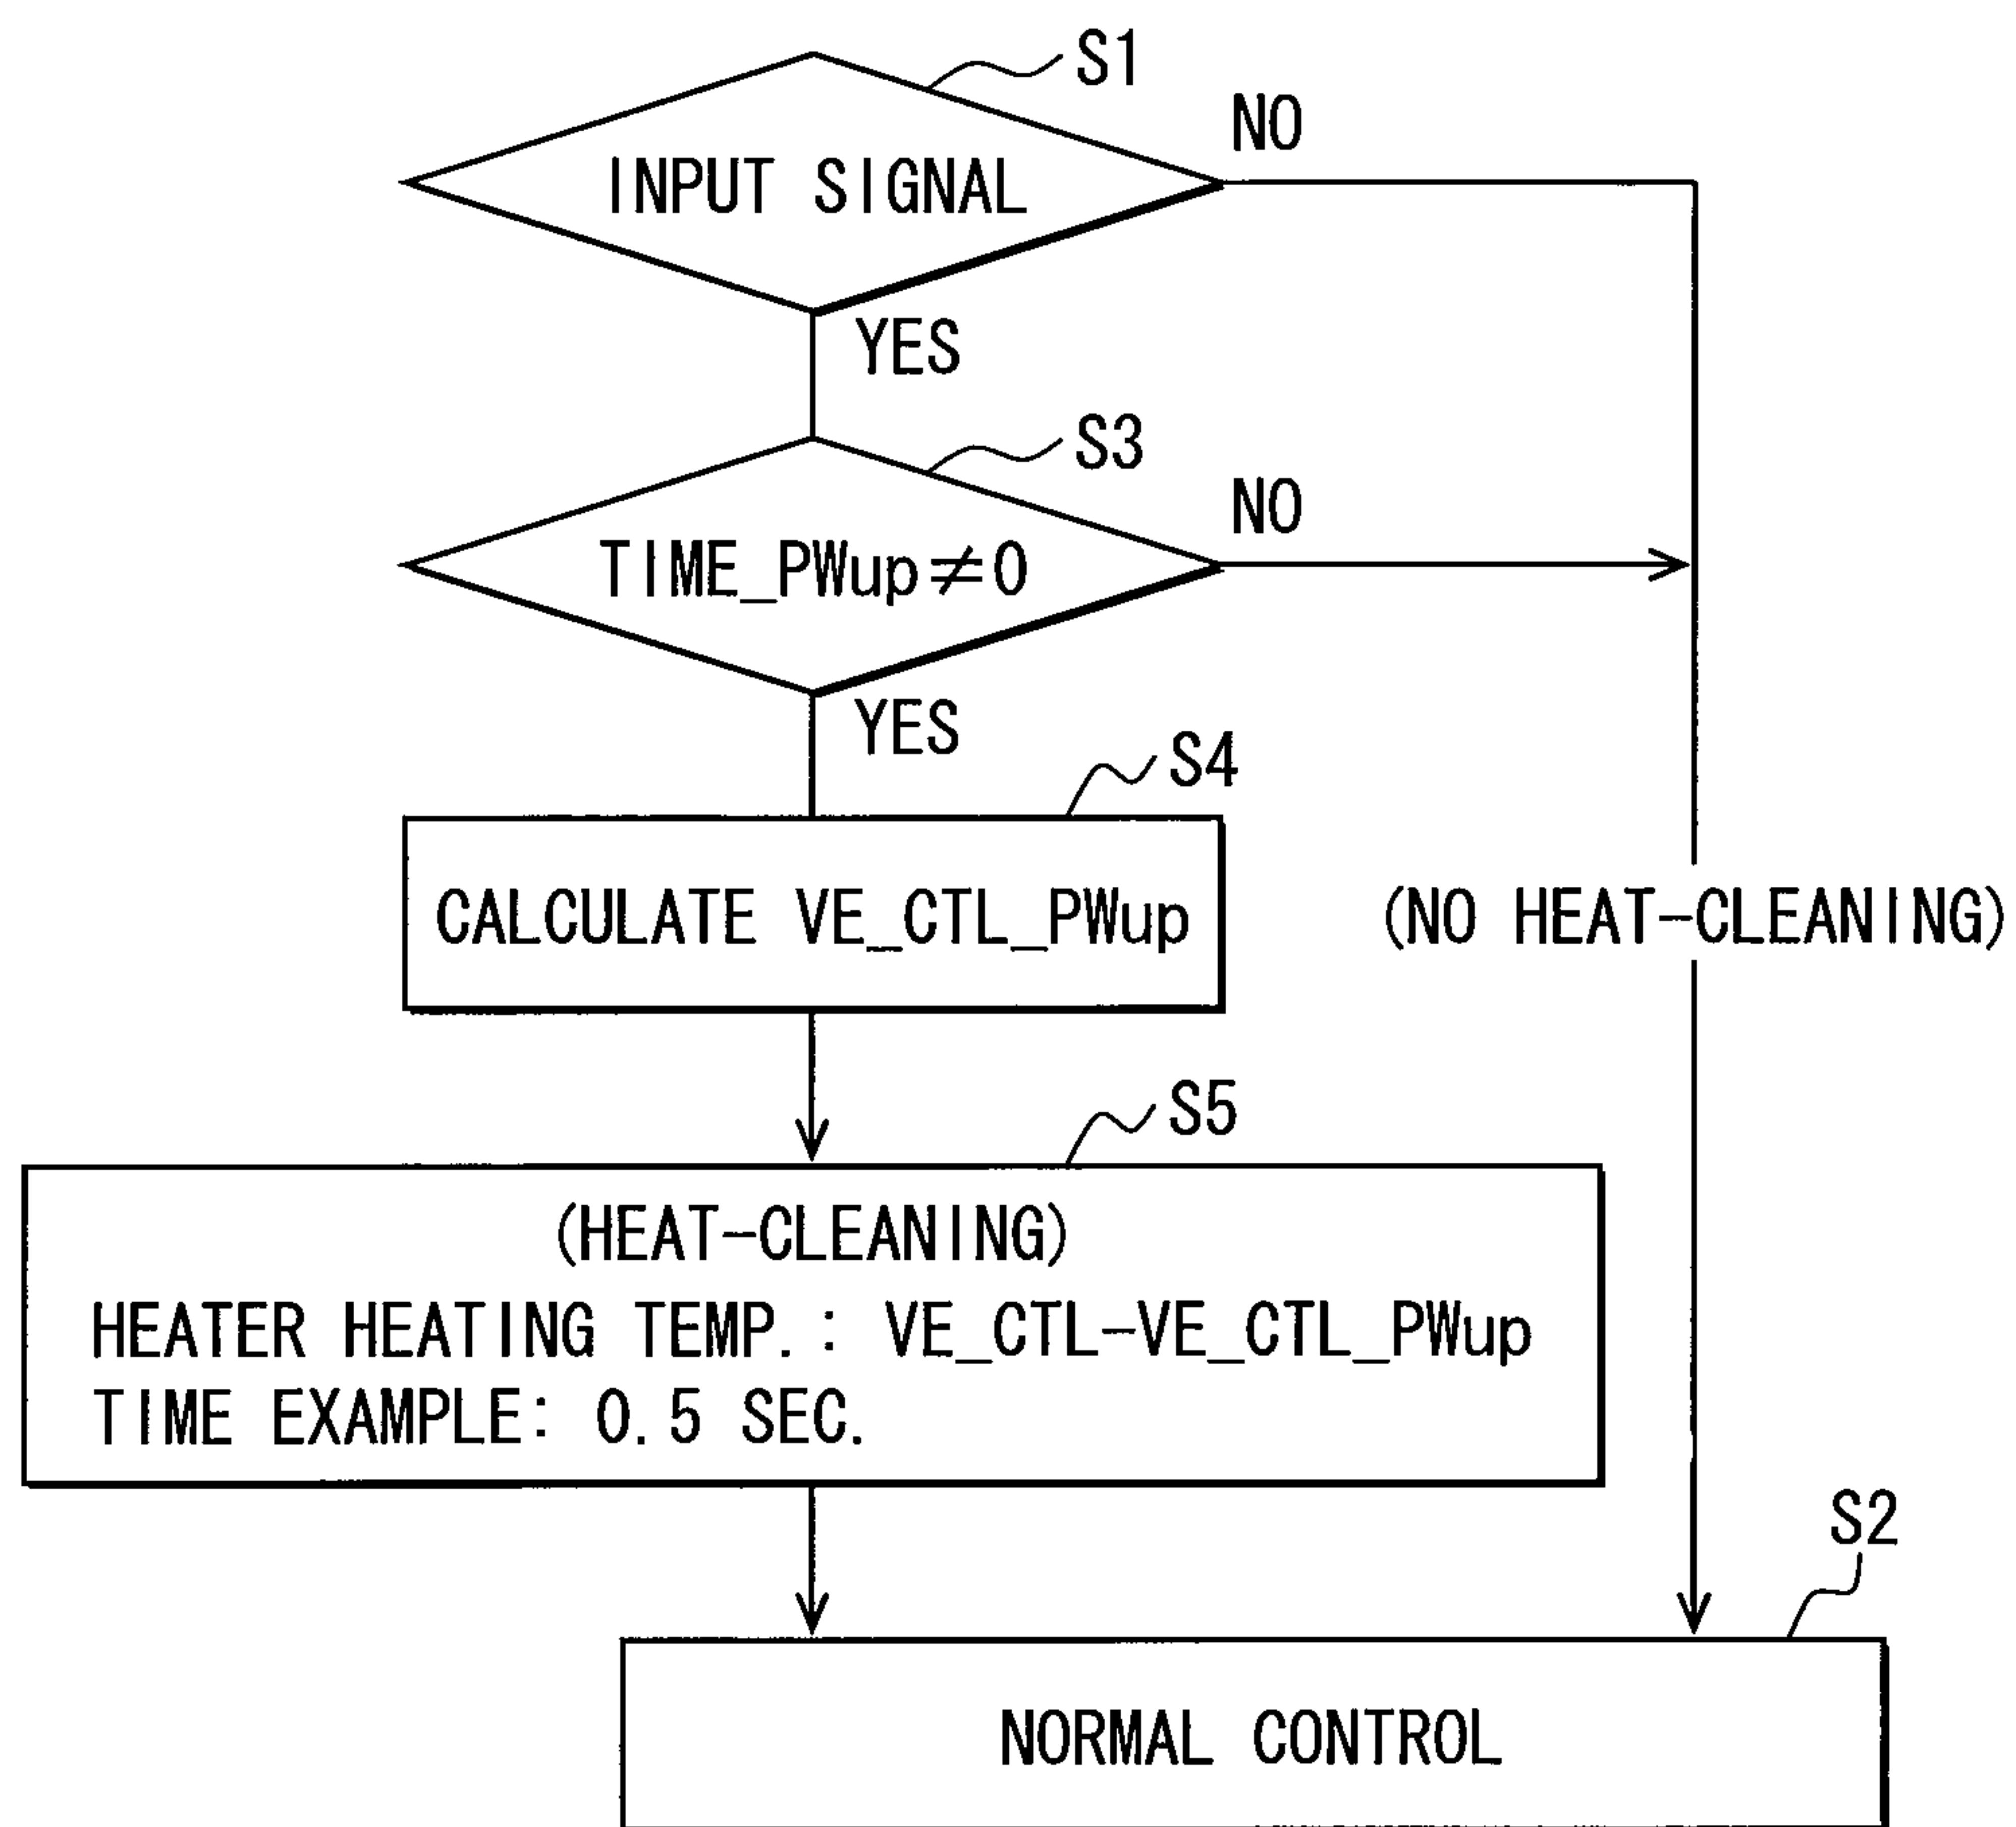 S1
NO
INPUT SIGNAL
YES
S3
NO
TIME_PWup≠0
YES
S4
CALCULATE VE_CTL_PWup
(NO HEAT-CLEANING)
S5
(HEAT-CLEANING)
HEATER HEATING TEMP.: VE_CTL-VE_CTL_PWup
TIME EXAMPLE: 0.5 SEC.
S2
NORMAL CONTROL